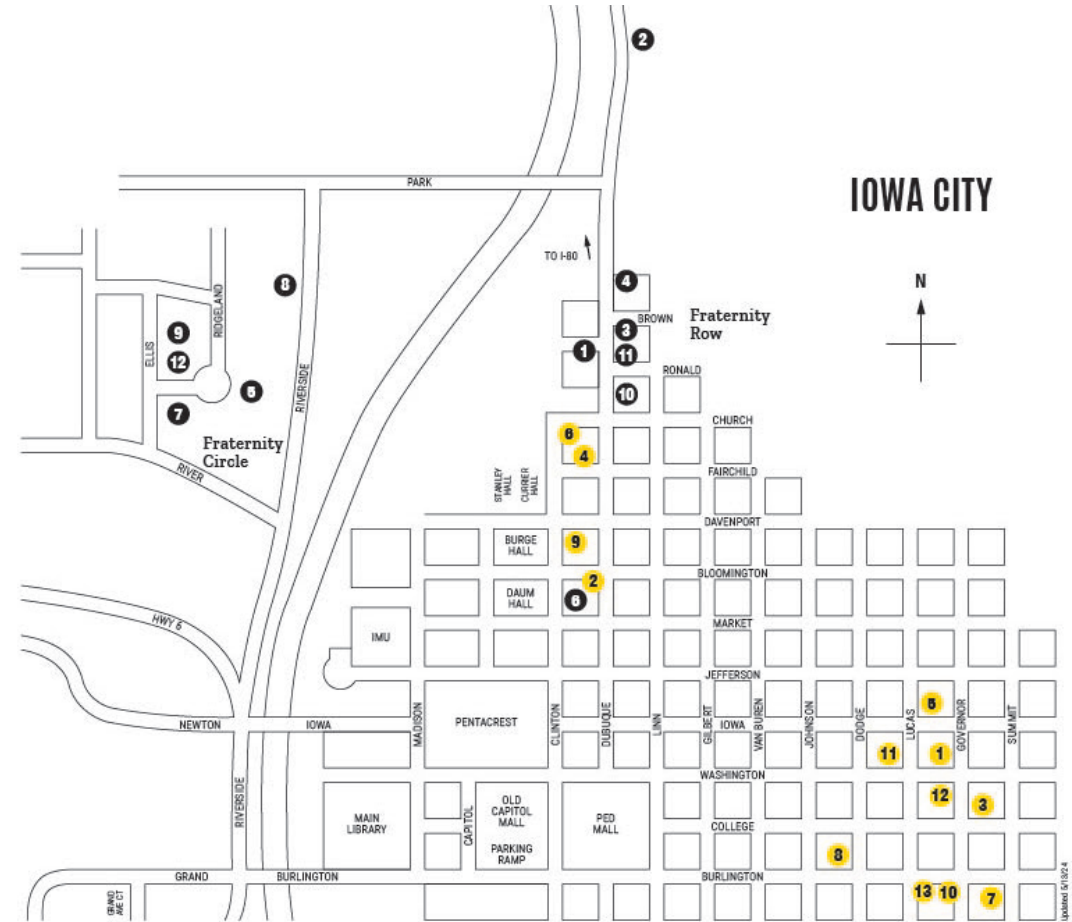 2
PARK
IOWA CITY
TO I-80
N
4
8
RIDGELAND
BROWN
Fraternity
Row
9
3
1
11
ELLIS
12
RONALD
5
10
RIVERSIDE
7
CHURCH
6
Fraternity
Circle
4
RIVER
FAIRCHILD
STANLEY
HALL
CURRIER
HALL
DAVENPORT
BURGE
HALL
9
BLOOMINGTON
2
DAUM
HALL
6
HWY 6
MARKET
IMU
JEFFERSON
5
MADISON
PENTACREST
CLINTON
DUBUQUE
LINN
GILBERT
IOWA
VAN BUREN
JOHNSON
DODGE
LUCAS
GOVERNOR
SUMMIT
NEWTON
IOWA
11
1
WASHINGTON
RIVERSIDE
MAIN
LIBRARY
CAPITOL
OLD
CAPITOL
MALL
PARKING
RAMP
PED
MALL
12
3
COLLEGE
8
GRAND
BURLINGTON
BURLINGTON
GRAND
AVE CT
13
10
7
Updated 5/13/24